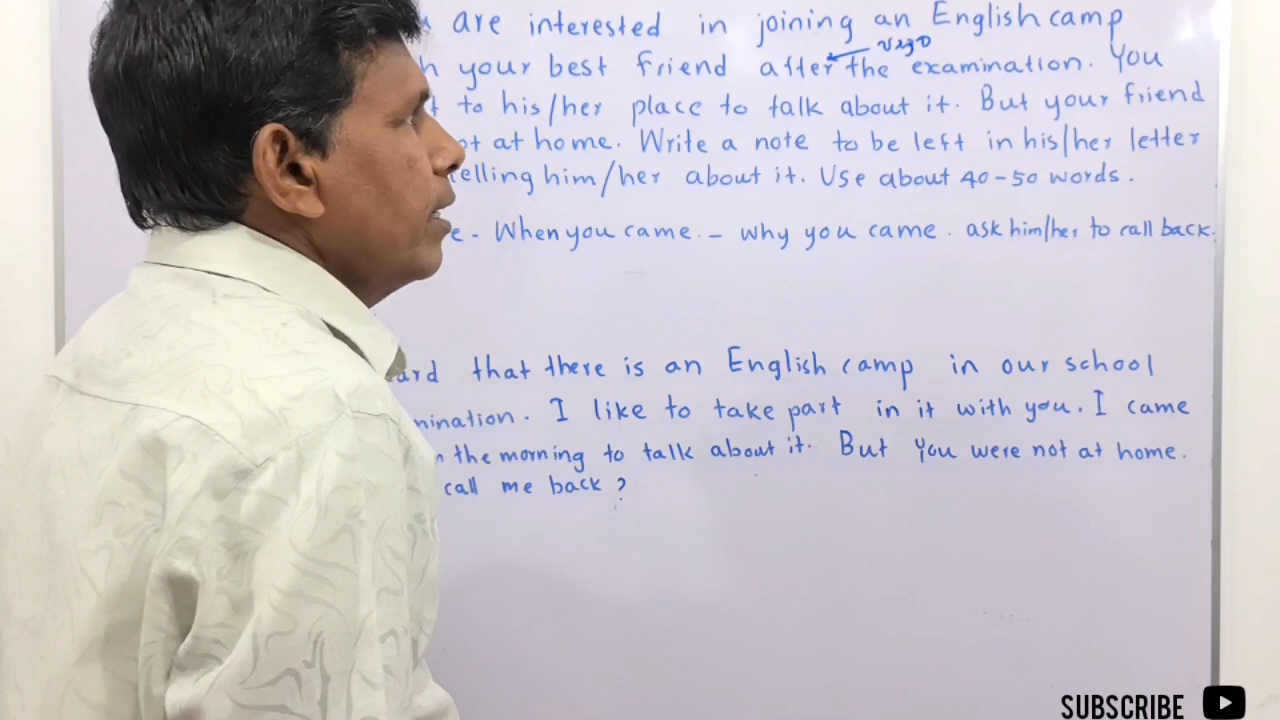 are interested in joining an English camp
your best friend after the examination. You
to his/her place to talk about it. But your friend
at home. Write a note to be left in his/her letter
him/her about it. Use about 40-50 words.
- When you came. - why you came. ask him/her to call back.
that there is an English camp in our school
I like to take part in it with you. I came
the morning to talk about it. But you were not at home.
call me back ?
SUBSCRIBE